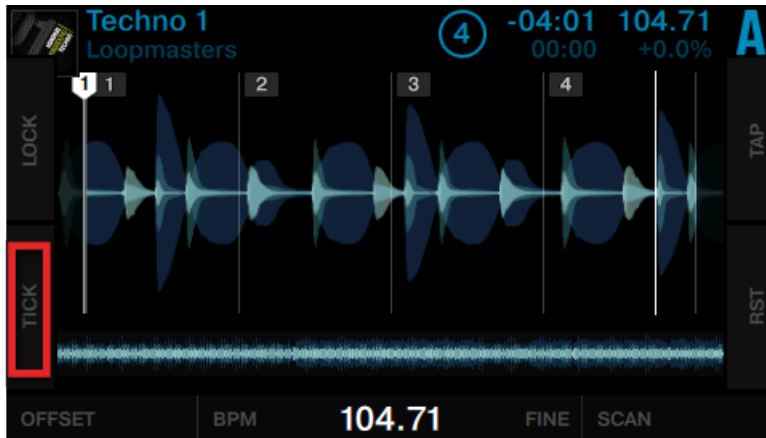 Techno 1
Loopmasters
4
-04:01
00:00
104.71
+0.0%
A
LOCK
TICK
TAP
RST
1 1 2 3 4
OFFSET BPM 104.71 FINE SCAN